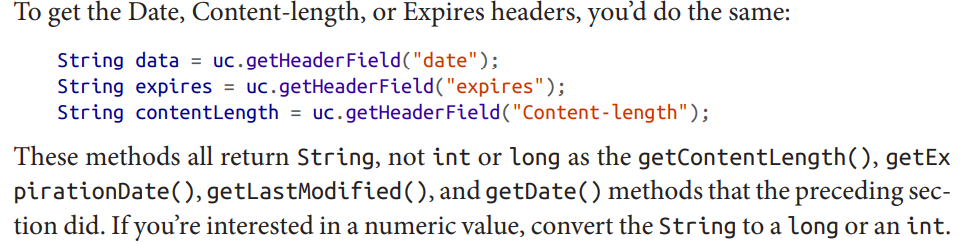 To get the Date, Content-length, or Expires headers, you’d do the same:
String data = uc.getHeaderField("date");
String expires = uc.getHeaderField("expires");
String contentLength = uc.getHeaderField("Content-length");
These methods all return String, not int or long as the getContentLength(), getEx
pirationDate(), getLastModified(), and getDate() methods that the preceding sec-
tion did. If you’re interested in a numeric value, convert the String to a long or an int.